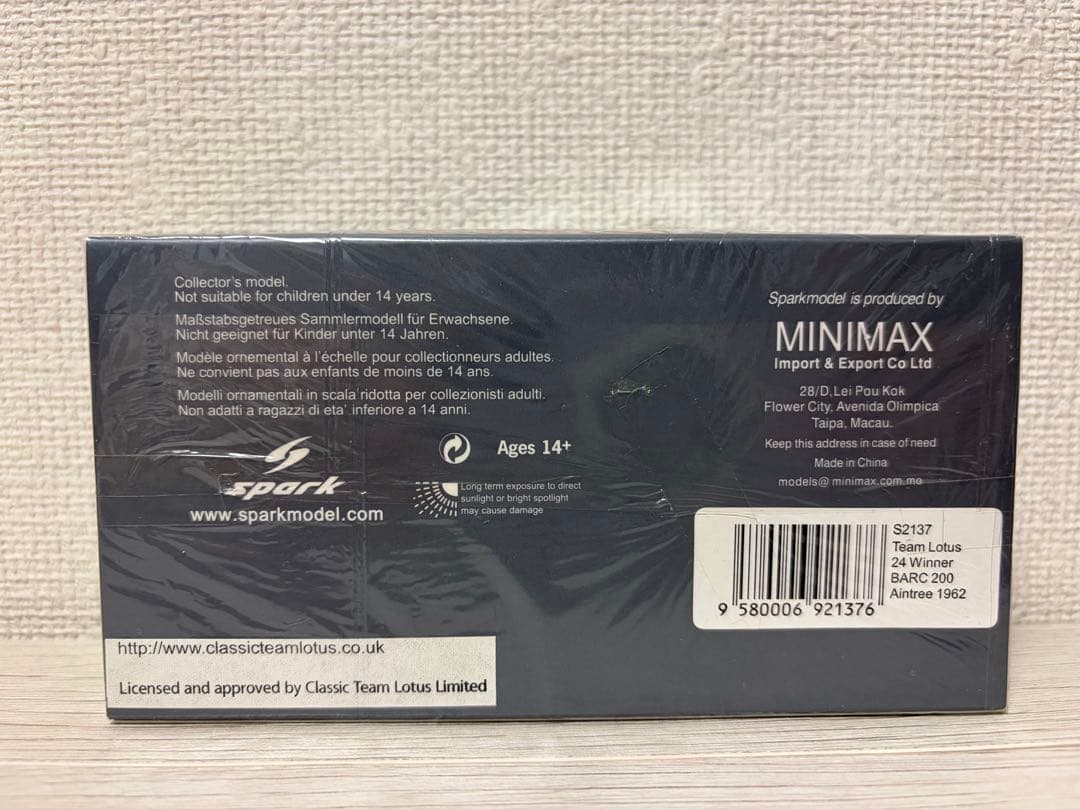 Collector's model.
Not suitable for children under 14 years.
Maßstabsgetreues Sammlermodell für Erwachsene.
Nicht geeignet für Kinder unter 14 Jahren.
Modèle ornemental à l'échelle pour collectionneurs adultes.
Ne convient pas aux enfants de moins de 14 ans.
Modelli ornamentali in scala ridotta per collezionisti adulti.
Non adatti a ragazzi di eta' inferiore a 14 anni.
spark
www.sparkmodel.com
Ages 14+
Long term exposure to direct
sunlight or bright spotlight
may cause damage
Sparkmodel is produced by
MINIMAX
Import & Export Co Ltd
28/D, Lei Pou Kok
Flower City, Avenida Olimpica
Taipa, Macau.
Keep this address in case of need
Made in China
models@minimax.com.mo
S2137
Team Lotus
24 Winner
BARC 200
Aintree 1962
9 580006 921376
http://www.classicteamlotus.co.uk
Licensed and approved by Classic Team Lotus Limited